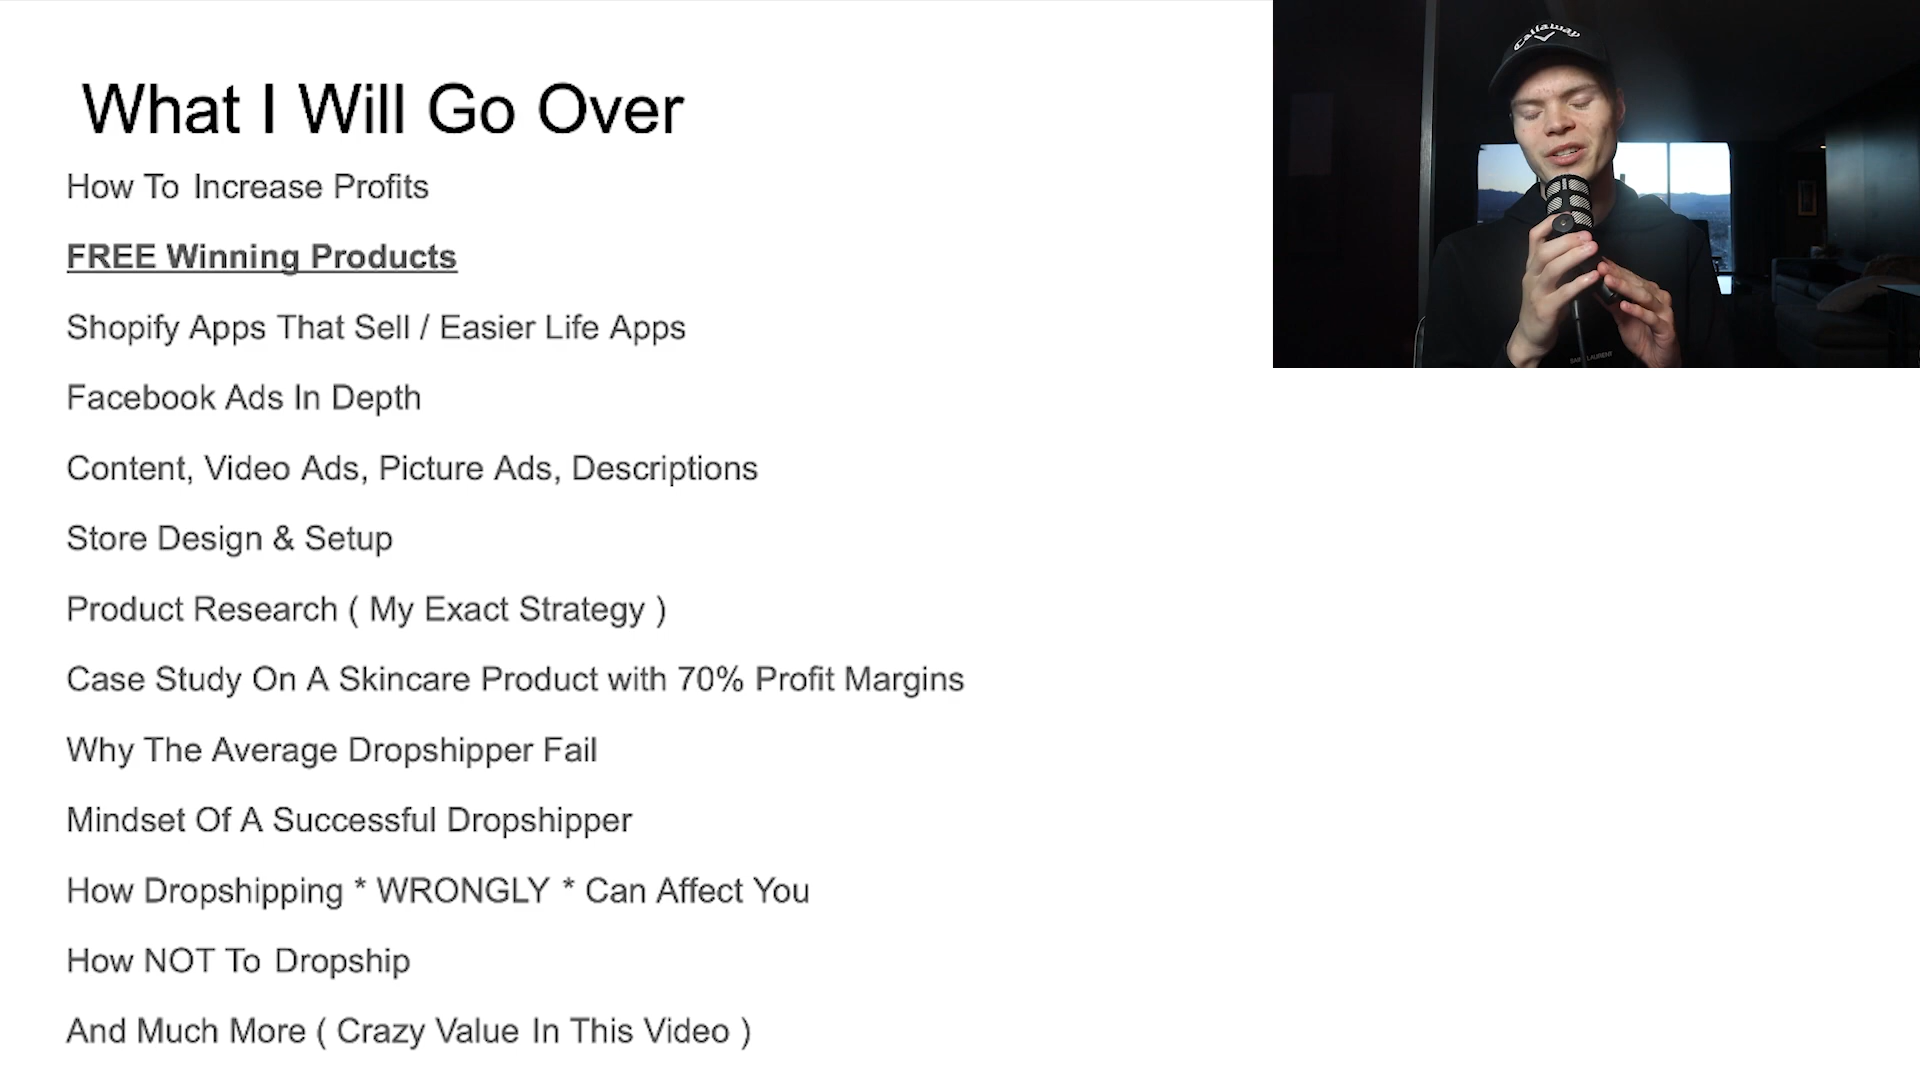 What I Will Go Over
How To Increase Profits
FREE Winning Products
Shopify Apps That Sell / Easier Life Apps
Facebook Ads In Depth
Content, Video Ads, Picture Ads, Descriptions
Store Design & Setup
Product Research ( My Exact Strategy )
Case Study On A Skincare Product with 70% Profit Margins
Why The Average Dropshipper Fail
Mindset Of A Successful Dropshipper
How Dropshipping * WRONGLY * Can Affect You
How NOT To Dropship
And Much More ( Crazy Value In This Video )
Callaway
LAURENT